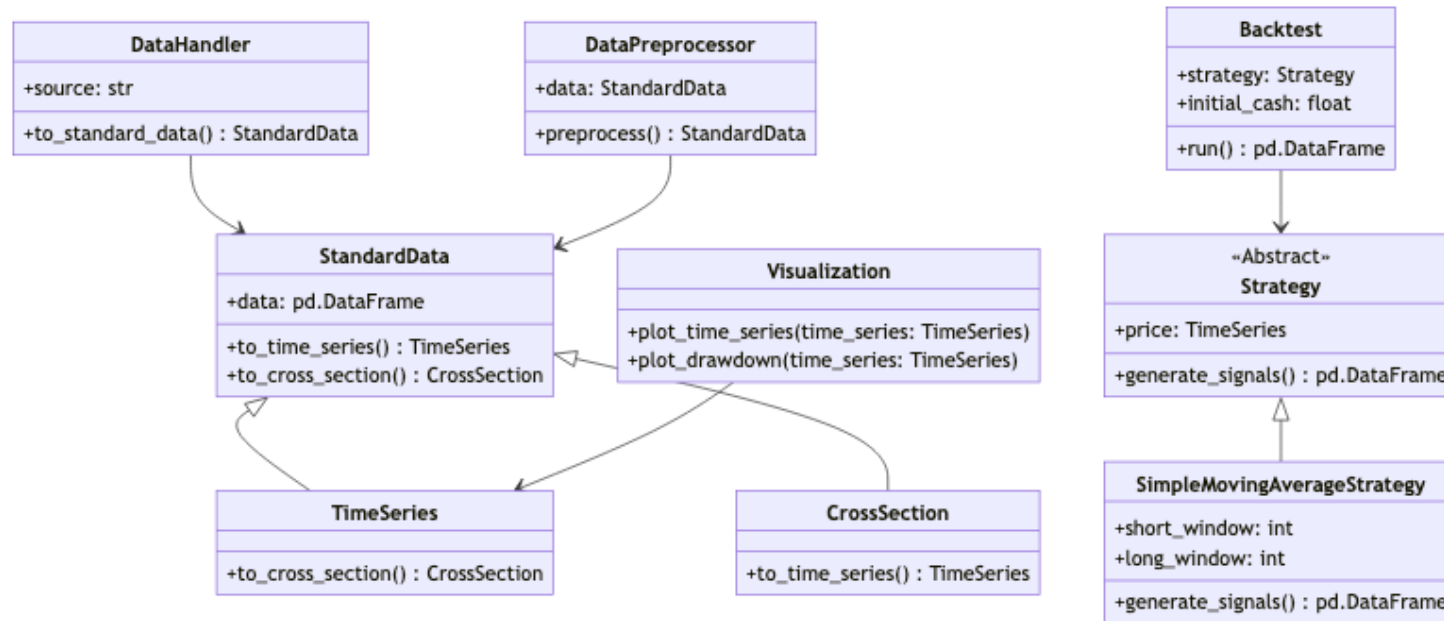 DataHandler
+source: str
+to_standard_data() : StandardData
DataPreprocessor
+data: StandardData
+preprocess() : StandardData
Backtest
+strategy: Strategy
+initial_cash: float
+run() : pd.DataFrame
StandardData
+data: pd.DataFrame
+to_time_series() : TimeSeries
+to_cross_section() : CrossSection
Visualization
+plot_time_series(time_series: TimeSeries)
+plot_drawdown(time_series: TimeSeries)
«Abstract»
Strategy
+price: TimeSeries
+generate_signals() : pd.DataFrame
TimeSeries
+to_cross_section() : CrossSection
CrossSection
+to_time_series() : TimeSeries
SimpleMovingAverageStrategy
+short_window: int
+long_window: int
+generate_signals() : pd.DataFrame